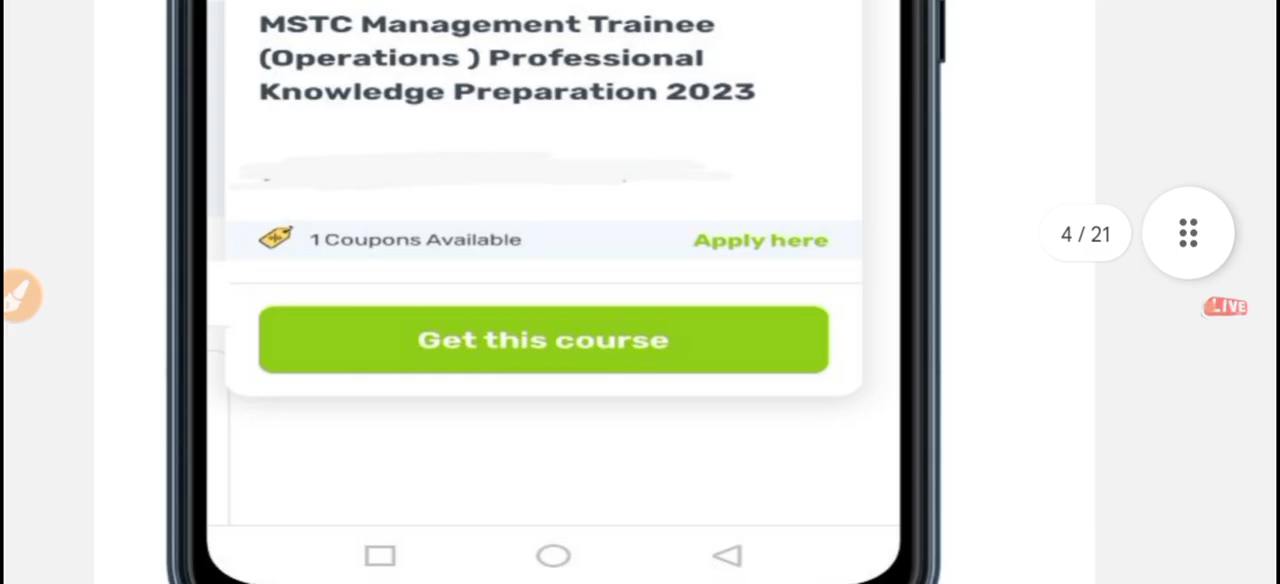 MSTC Management Trainee
(Operations ) Professional
Knowledge Preparation 2023
1 Coupons Available
Apply here
4 / 21
LIVE
Get this course